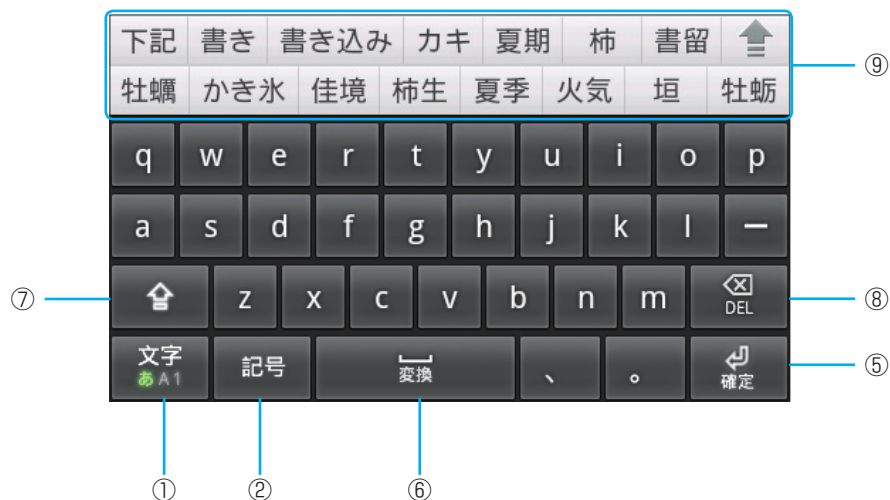 下記 書き 書き込み カキ 夏期 柿 書留
⑨
牡蠣 かき氷 佳境 柿生 夏季 火気 垣 牡蛎
q w e r t y u i o p
a s d f g h j k l ー
⑦ z x c v b n m DEL ⑧
文字 あA1 記号 変換 、 。 確定 ⑤
① ② ⑥